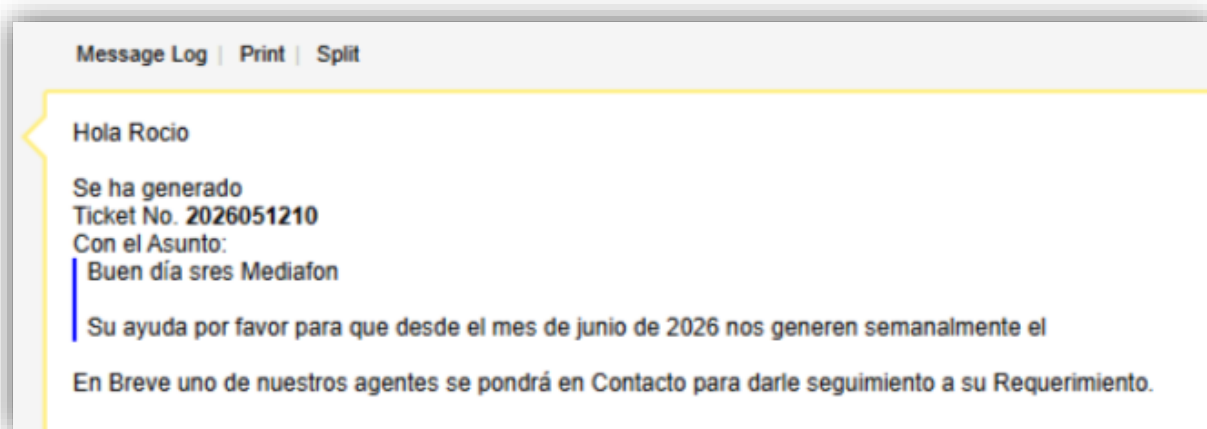 Message Log | Print | Split
Hola Rocio
Se ha generado
Ticket No. 2026051210
Con el Asunto:
Buen día sres Mediafon
Su ayuda por favor para que desde el mes de junio de 2026 nos generen semanalmente el
En Breve uno de nuestros agentes se pondrá en Contacto para darle seguimiento a su Requerimiento.